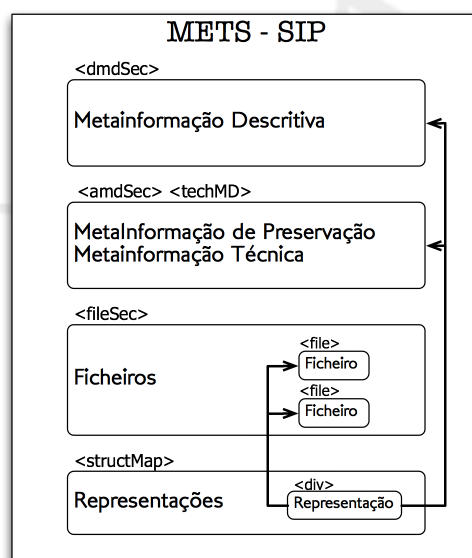 METS - SIP
<dmdSec>
Metainformação Descritiva
<amdSec> <techMD>
MetaInformação de Preservação
Metainformação Técnica
<fileSec>
<file>
Ficheiro
Ficheiros
<file>
Ficheiro
<structMap>
<div>
Representações
Representação